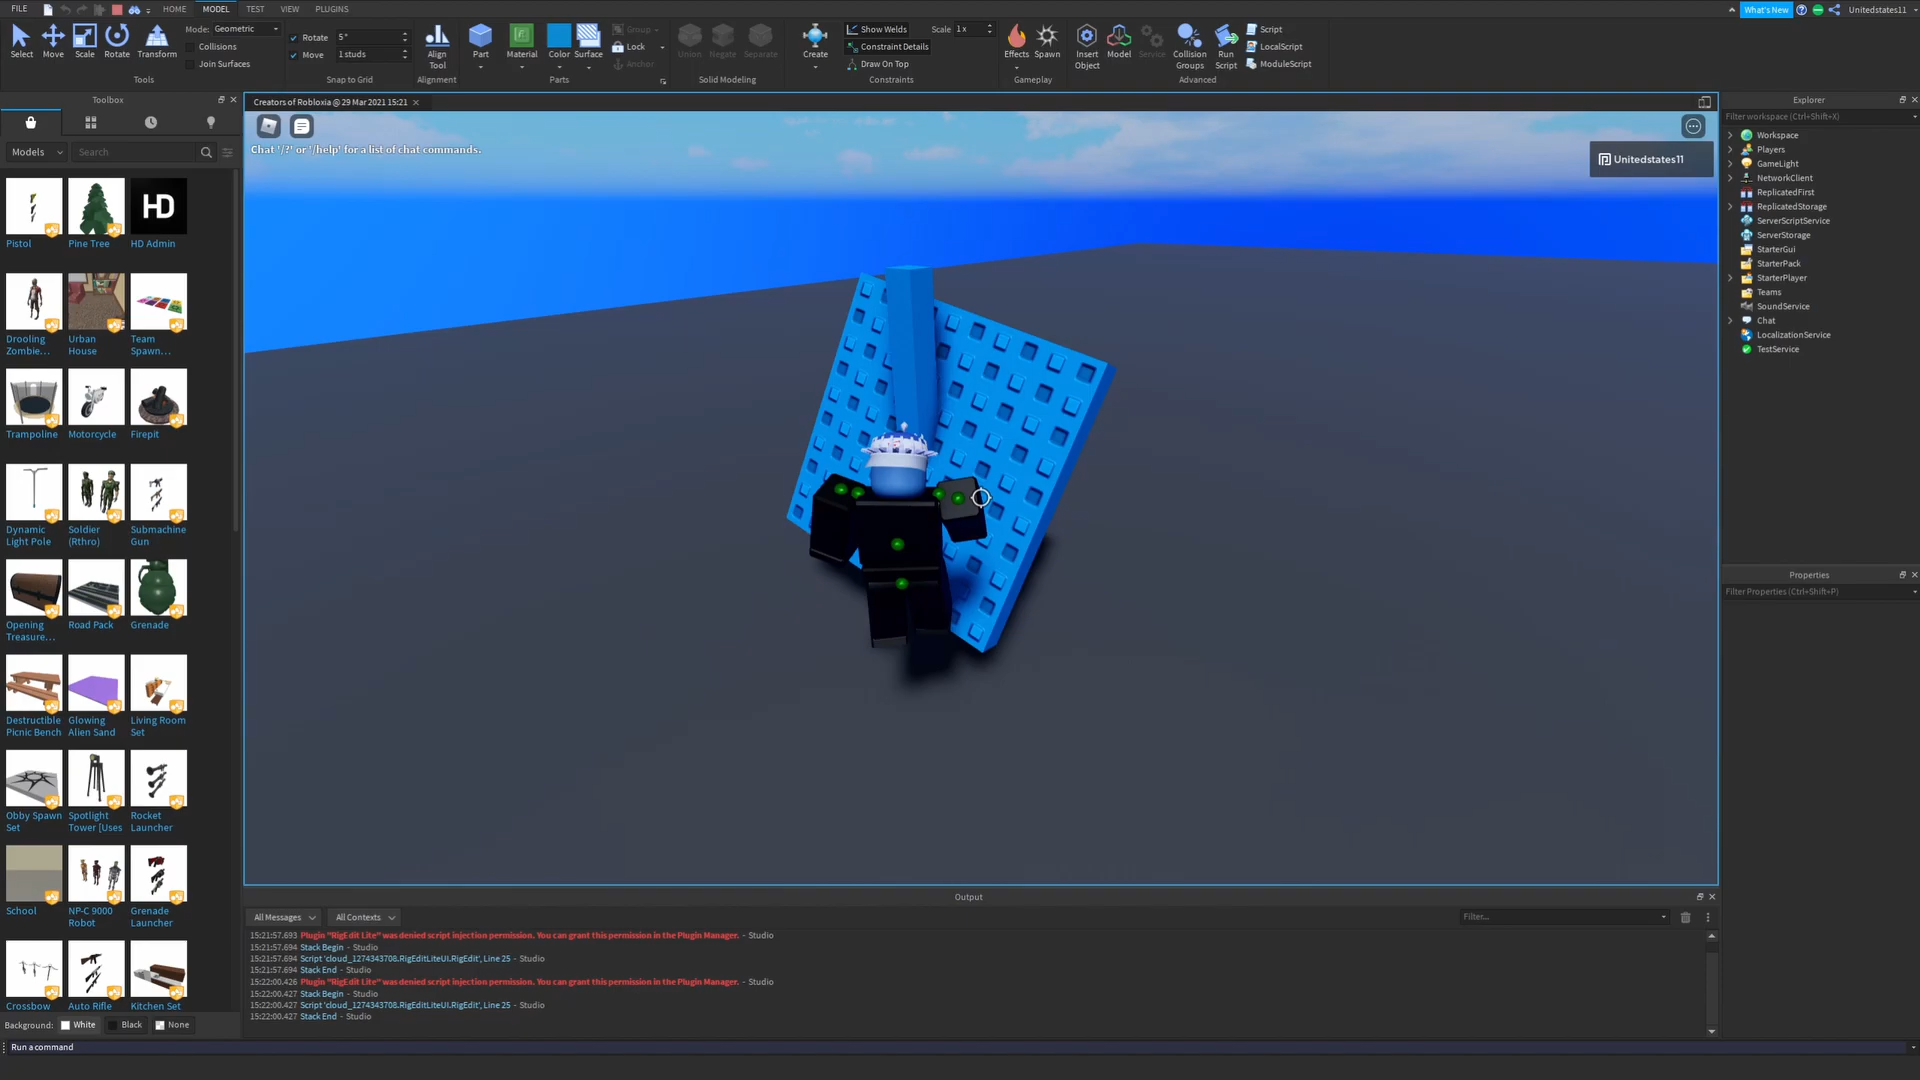 FILE HOME MODEL TEST VIEW PLUGINS What's New Unitedstates11
Select Move Scale Rotate Transform
Mode: Geometric
Collisions
Join Surfaces
Tools
Rotate 5°
Move 1 studs
Snap to Grid
Align Tool
Alignment
Part Material Color Surface
Group
Lock
Anchor
Parts
Union Negate Separate
Solid Modeling
Create
Show Welds
Constraint Details
Draw On Top
Scale 1x
Constraints
Effects Spawn
Gameplay
Insert Object
Model
Service
Collision Groups
Run Script
Script
LocalScript
ModuleScript
Advanced
Toolbox
Models Search
Pistol Pine Tree HD Admin
HD
Drooling Zombie... Urban House Team Spawn...
Trampoline Motorcycle Firepit
Dynamic Light Pole Soldier (Rthro) Submachine Gun
Opening Treasure... Road Pack Grenade
Destructible Picnic Bench Glowing Alien Sand Living Room Set
Obby Spawn Set Spotlight Tower [Uses Rocket Launcher
School NP-C 9000 Robot Grenade Launcher
Crossbow Auto Rifle Kitchen Set
Background: White Black None
Run a command
Creators of Robloxia @ 29 Mar 2021 15:21
Chat '/?' or '/help' for a list of chat commands.
Unitedstates11
Output
All Messages All Contexts Filter...
15:21:57.693 Plugin "RigEdit Lite" was denied script injection permission. You can grant this permission in the Plugin Manager. - Studio
15:21:57.694 Stack Begin - Studio
15:21:57.694 Script 'cloud_1274343708.RigEditLiteUI.RigEdit', Line 25 - Studio
15:21:57.694 Stack End - Studio
15:22:00.426 Plugin "RigEdit Lite" was denied script injection permission. You can grant this permission in the Plugin Manager. - Studio
15:22:00.427 Stack Begin - Studio
15:22:00.427 Script 'cloud_1274343708.RigEditLiteUI.RigEdit', Line 25 - Studio
15:22:00.427 Stack End - Studio
Explorer
Filter workspace (Ctrl+Shift+X)
Workspace
Players
GameLight
NetworkClient
ReplicatedFirst
ReplicatedStorage
ServerScriptService
ServerStorage
StarterGui
StarterPack
StarterPlayer
Teams
SoundService
Chat
LocalizationService
TestService
Properties
Filter Properties (Ctrl+Shift+P)